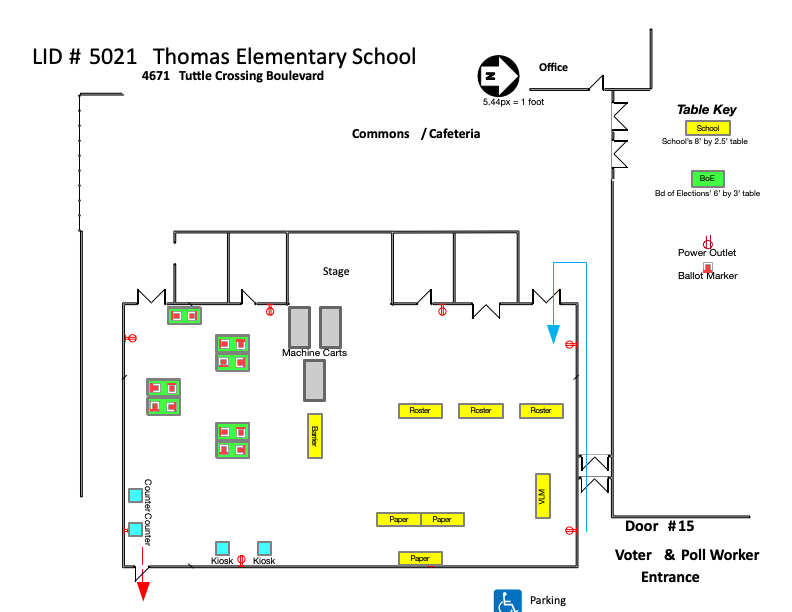 LID # 5021 Thomas Elementary School
4671 Tuttle Crossing Boulevard
N
Office
5.44px = 1 foot
Commons / Cafeteria
Table Key
School
School's 8' by 2.5' table
BoE
Bd of Elections' 6' by 3' table
Power Outlet
Ballot Marker
Stage
Machine Carts
Barrier
Roster
Roster
Roster
VLM
Counter
Counter
Paper
Paper
Paper
Kiosk
Kiosk
Door #15
Voter & Poll Worker
Entrance
Parking